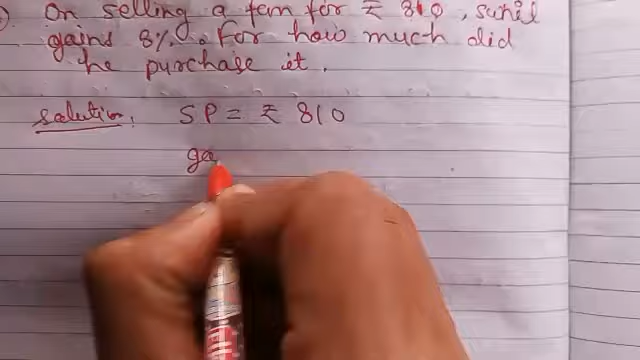 On selling a fan for ₹ 810, sunil
gains 8%. For how much did
he purchase it.
solution: SP = ₹ 810
ga